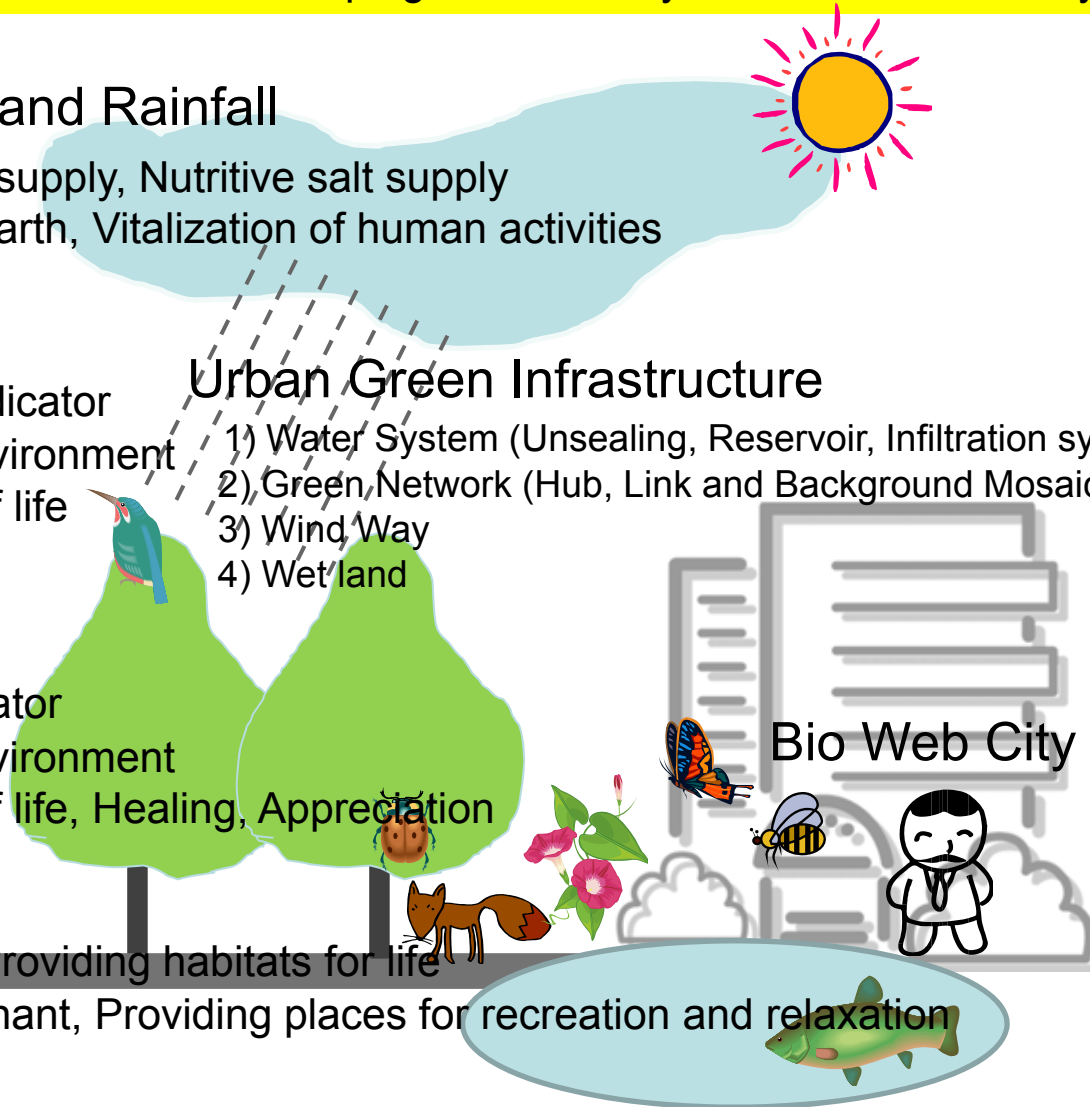 and Rainfall
supply, Nutritive salt supply
arth, Vitalization of human activities
Urban Green Infrastructure
licator
1) Water System (Unsealing, Reservoir, Infiltration sy
vironment
2) Green Network (Hub, Link and Background Mosaic
f life
3) Wind Way
4) Wet land
ator
Bio Web City
vironment
f life, Healing, Appreciation
roviding habitats for life
nant, Providing places for recreation and relaxation